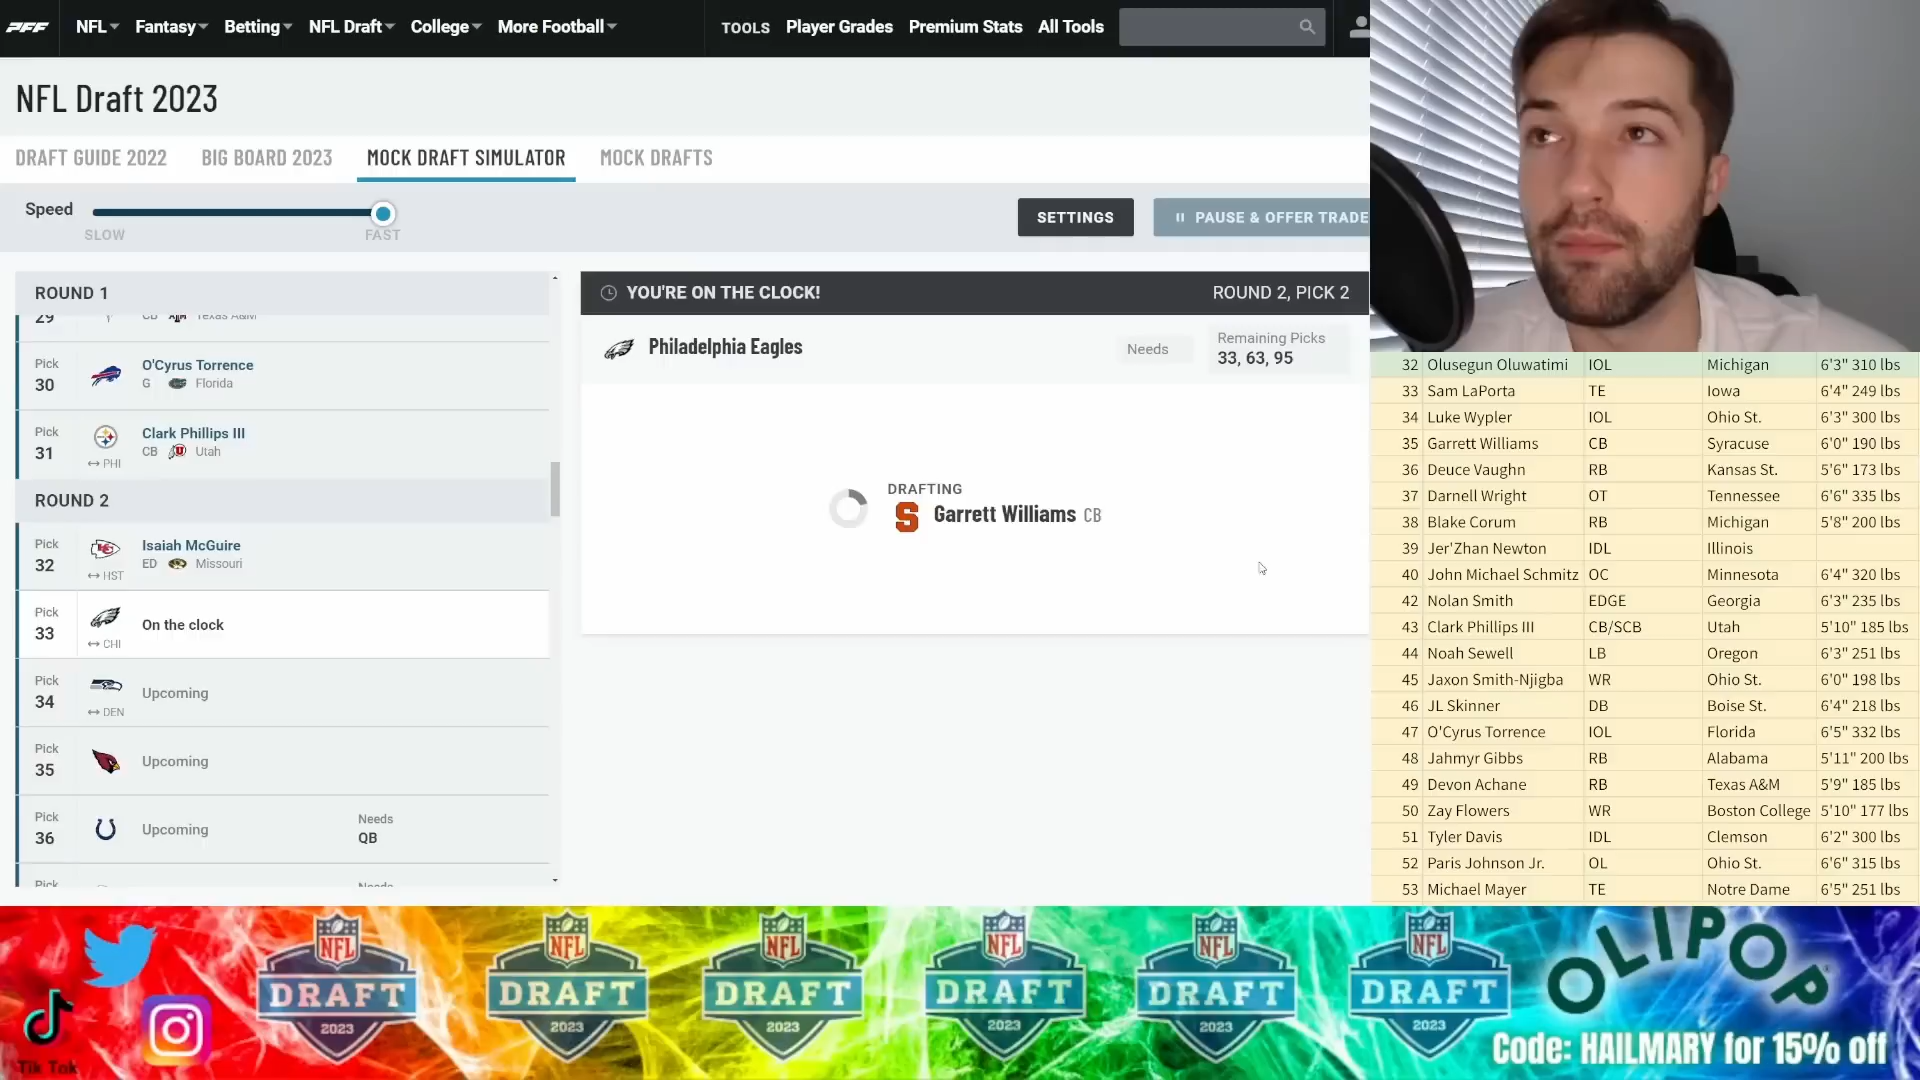 PFF
NFL
Fantasy
Betting
NFL Draft
College
More Football
TOOLS
Player Grades
Premium Stats
All Tools
NFL Draft 2023
DRAFT GUIDE 2022
BIG BOARD 2023
MOCK DRAFT SIMULATOR
MOCK DRAFTS
Speed
SLOW
FAST
SETTINGS
PAUSE & OFFER TRADE
ROUND 1
29
CB Texas A&M
Pick
30
O'Cyrus Torrence
G Florida
Pick
31
PHI
Clark Phillips III
CB Utah
ROUND 2
Pick
32
HST
Isaiah McGuire
ED Missouri
Pick
33
CHI
On the clock
Pick
34
DEN
Upcoming
Pick
35
Upcoming
Pick
36
Upcoming
Needs
QB
Pick
Needs
YOU'RE ON THE CLOCK!
ROUND 2, PICK 2
Philadelphia Eagles
Needs
Remaining Picks
33, 63, 95
DRAFTING
S Garrett Williams CB
32 Olusegun Oluwatimi IOL Michigan 6'3" 310 lbs
33 Sam LaPorta TE Iowa 6'4" 249 lbs
34 Luke Wypler IOL Ohio St. 6'3" 300 lbs
35 Garrett Williams CB Syracuse 6'0" 190 lbs
36 Deuce Vaughn RB Kansas St. 5'6" 173 lbs
37 Darnell Wright OT Tennessee 6'6" 335 lbs
38 Blake Corum RB Michigan 5'8" 200 lbs
39 Jer'Zhan Newton IDL Illinois
40 John Michael Schmitz OC Minnesota 6'4" 320 lbs
42 Nolan Smith EDGE Georgia 6'3" 235 lbs
43 Clark Phillips III CB/SCB Utah 5'10" 185 lbs
44 Noah Sewell LB Oregon 6'3" 251 lbs
45 Jaxon Smith-Njigba WR Ohio St. 6'0" 198 lbs
46 JL Skinner DB Boise St. 6'4" 218 lbs
47 O'Cyrus Torrence IOL Florida 6'5" 332 lbs
48 Jahmyr Gibbs RB Alabama 5'11" 200 lbs
49 Devon Achane RB Texas A&M 5'9" 185 lbs
50 Zay Flowers WR Boston College 5'10" 177 lbs
51 Tyler Davis IDL Clemson 6'2" 300 lbs
52 Paris Johnson Jr. OL Ohio St. 6'6" 315 lbs
53 Michael Mayer TE Notre Dame 6'5" 251 lbs
Tik Tok
NFL
DRAFT
2023
NFL
DRAFT
2023
NFL
DRAFT
2023
NFL
DRAFT
2023
NFL
DRAFT
2023
NFL
DRAFT
2023
OLIPOP
Code: HAILMARY for 15% off